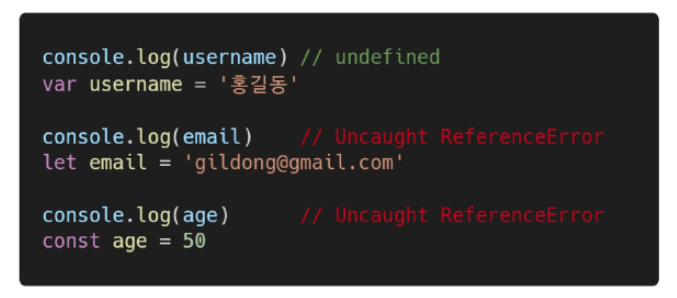 console.log(username) // undefined
var username = '홍길동'
console.log(email) // Uncaught ReferenceError
let email = 'gildong@gmail.com'
console.log(age) // Uncaught ReferenceError
const age = 50